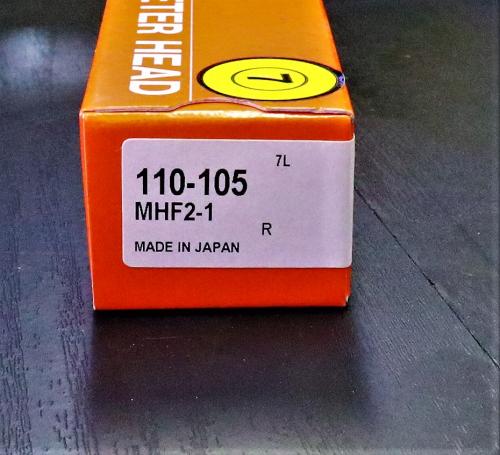 ETER HEAD
7
7L
110-105
MHF2-1
R
MADE IN JAPAN